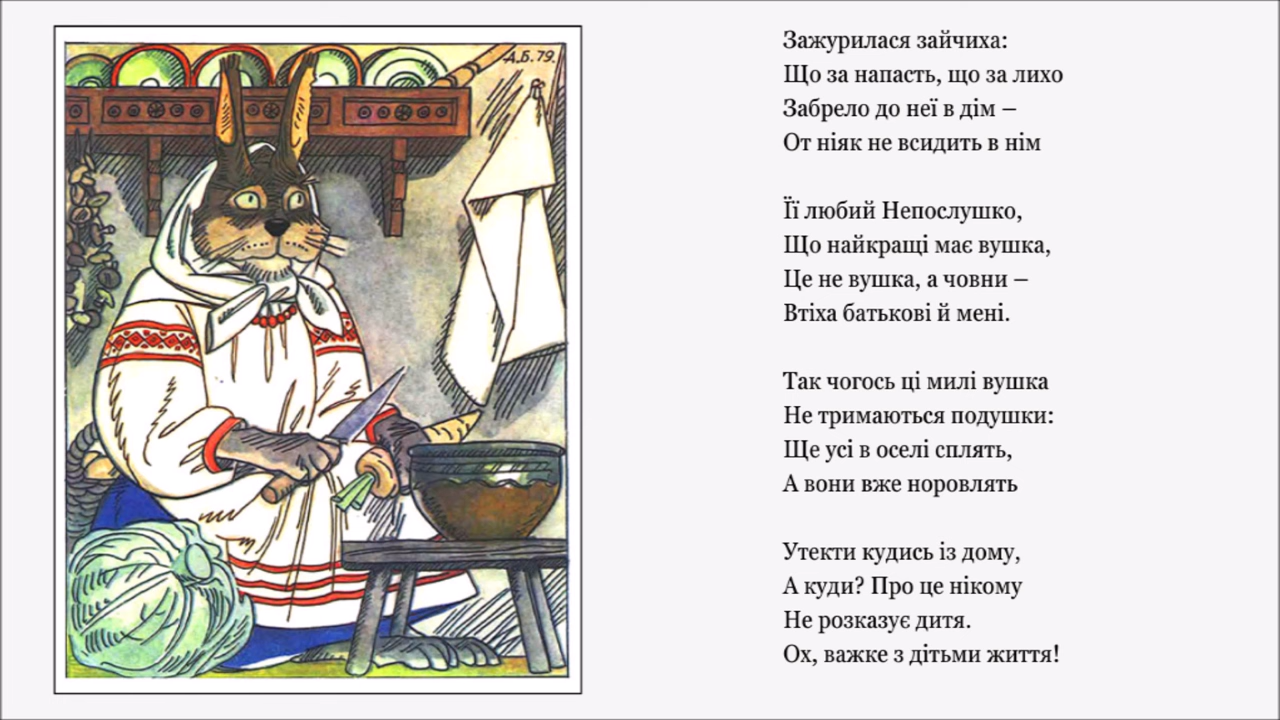 А.Б.79.
Зажурилася зайчиха:
Що за напасть, що за лихо
Забрело до неї в дім –
От ніяк не всидить в нім
Її любий Непослушко,
Що найкращі має вушка,
Це не вушка, а човни –
Втіха батькові й мені.
Так чогось ці милі вушка
Не тримаються подушки:
Ще усі в оселі сплять,
А вони вже норовлять
Утекти кудись із дому,
А куди? Про це нікому
Не розказує дитя.
Ох, важке з дітьми життя!